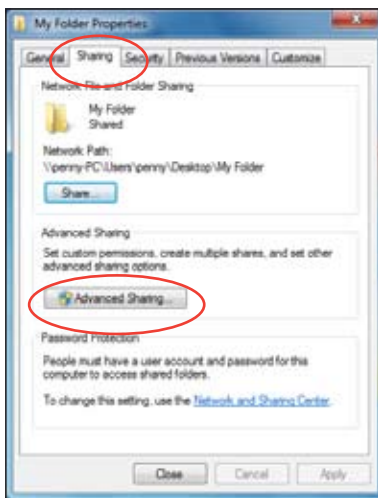 My Folder Properties
General Sharing Security Previous Versions Customize
Network File and Folder Sharing
My Folder
Shared
Network Path:
\\penny-PC\Users\penny\Desktop\My Folder
Share...
Advanced Sharing
Set custom permissions, create multiple shares, and set other
advanced sharing options.
Advanced Sharing...
Password Protection
People must have a user account and password for this
computer to access shared folders.
To change this setting, use the Network and Sharing Center.
Close Cancel Apply